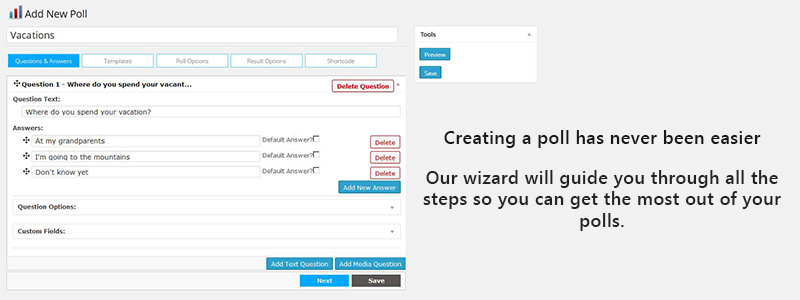 Add New Poll
Vacations
Tools
Preview
Save
Questions & Answers Templates Poll Options Result Options Shortcode
Question 1 - Where do you spend your vacant...
Delete Question
Question Text:
Where do you spend your vacation?
Answers:
At my grandparents Default Answer? Delete
I'm going to the mountains Default Answer? Delete
Don't know yet Default Answer? Delete
Add New Answer
Question Options:
Custom Fields:
Add Text Question Add Media Question
Next Save
Creating a poll has never been easier
Our wizard will guide you through all the
steps so you can get the most out of your
polls.